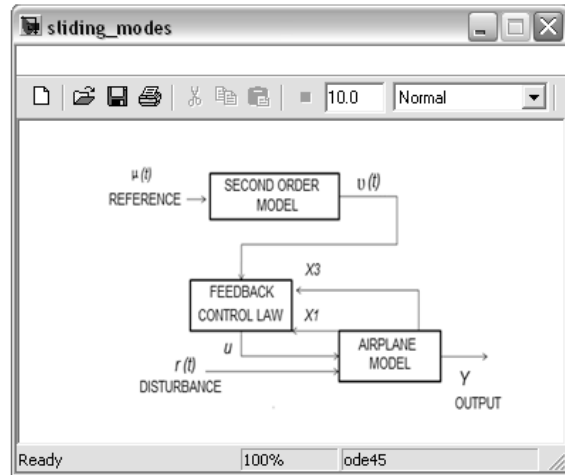 sliding_modes
10.0 Normal
μ(t)
REFERENCE
SECOND ORDER
MODEL
υ(t)
X3
FEEDBACK
CONTROL LAW
X1
u
AIRPLANE
MODEL
r(t)
DISTURBANCE
Y
OUTPUT
Ready 100% ode45